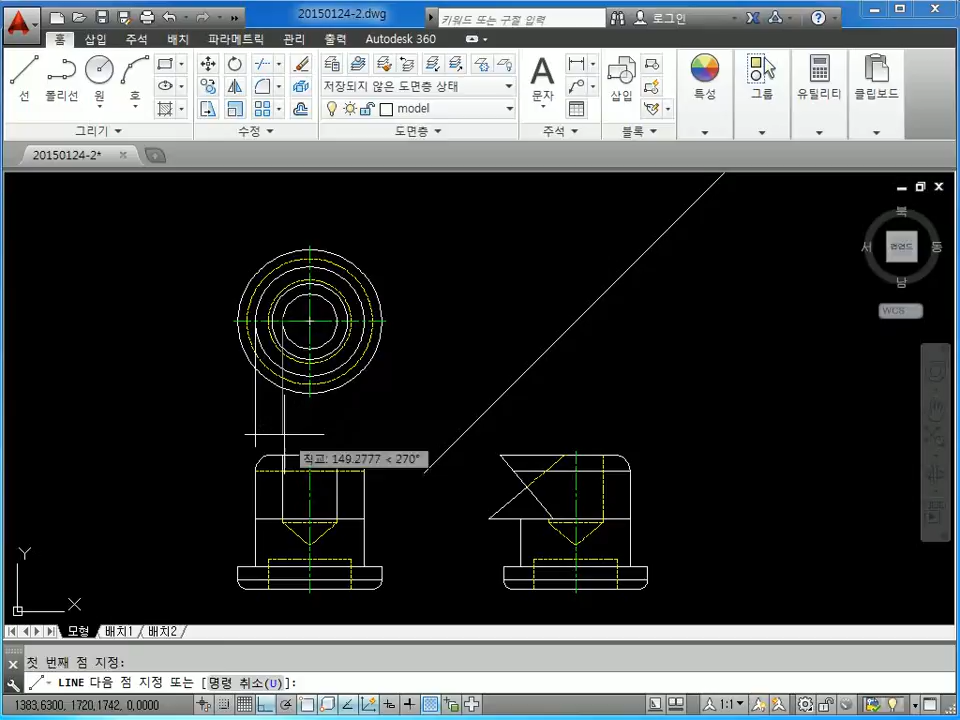 20150124-2.dwg
키워드 또는 구절 입력
로그인
홈 삽입 주석 배치 파라메트릭 관리 출력 Autodesk 360
선 폴리선 원 호
저장되지 않은 도면층 상태
model
문자 삽입 특성 그룹 유틸리티 클립보드
그리기 수정 도면층 주석 블록
20150124-2*
북
서 동
남
WCS
직교: 149.2777 < 270°
Y
X
모형 배치1 배치2
첫 번째 점 지정:
LINE 다음 점 지정 또는 [명령 취소(U)]:
1383,6300, 1720,1742, 0,0000
1:1